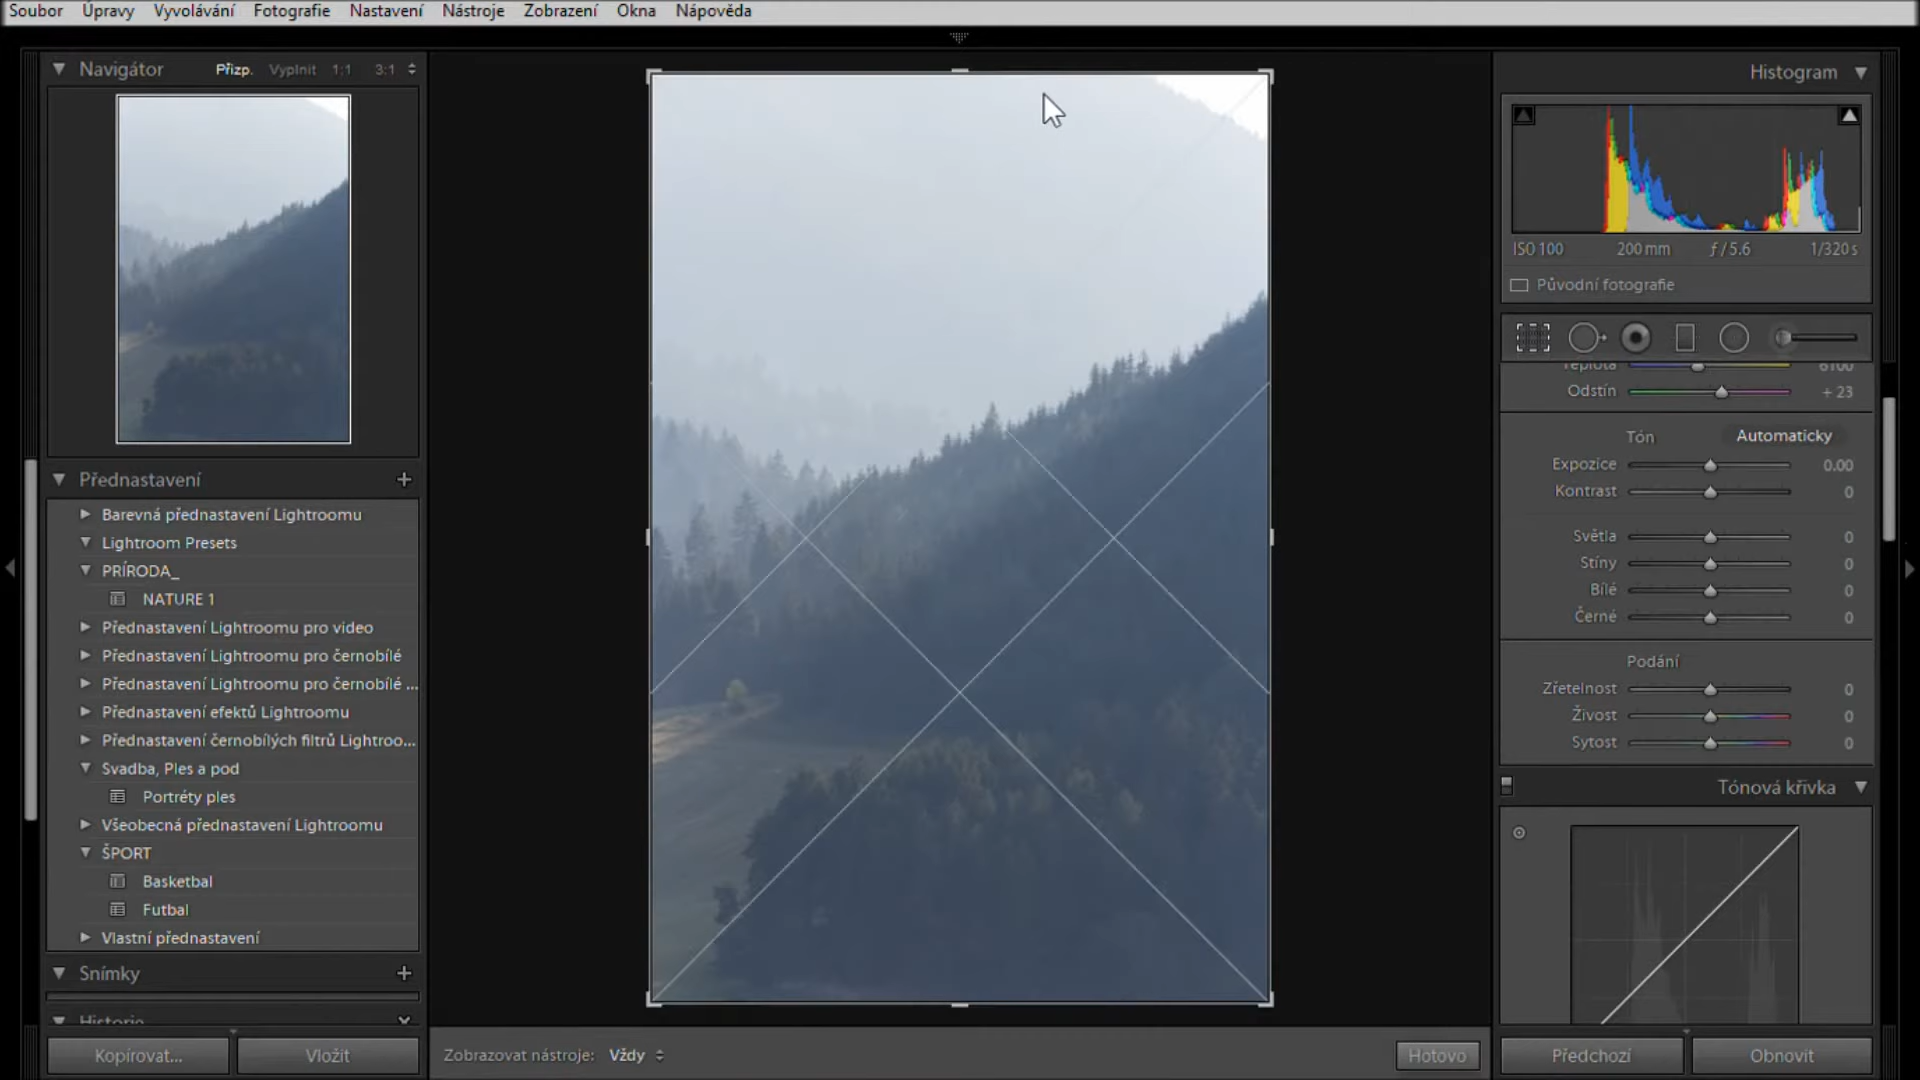 Soubor Úpravy Vyvolávání Fotografie Nastavení Nástroje Zobrazení Okna Nápověda
Navigátor Přizp. Vyplnit 1:1 3:1
Přednastavení
Barevná přednastavení Lightroomu
Lightroom Presets
PRÍRODA_
NATURE 1
Přednastavení Lightroomu pro video
Přednastavení Lightroomu pro černobílé
Přednastavení Lightroomu pro černobílé ...
Přednastavení efektů Lightroomu
Přednastavení černobílých filtrů Lightroo...
Svadba, Ples a pod
Portréty ples
Všeobecná přednastavení Lightroomu
ŠPORT
Basketbal
Futbal
Vlastní přednastavení
Snímky
Historie
Kopírovat... Vložit
Zobrazovat nástroje: Vždy
Hotovo
Histogram
ISO 100 200 mm ƒ / 5.6 1/320 s
Původní fotografie
Teplota 6100
Odstín + 23
Tón Automaticky
Expozice 0.00
Kontrast 0
Světla 0
Stíny 0
Bílé 0
Černé 0
Podání
Zřetelnost 0
Živost 0
Sytost 0
Tónová křivka
Předchozí Obnovit